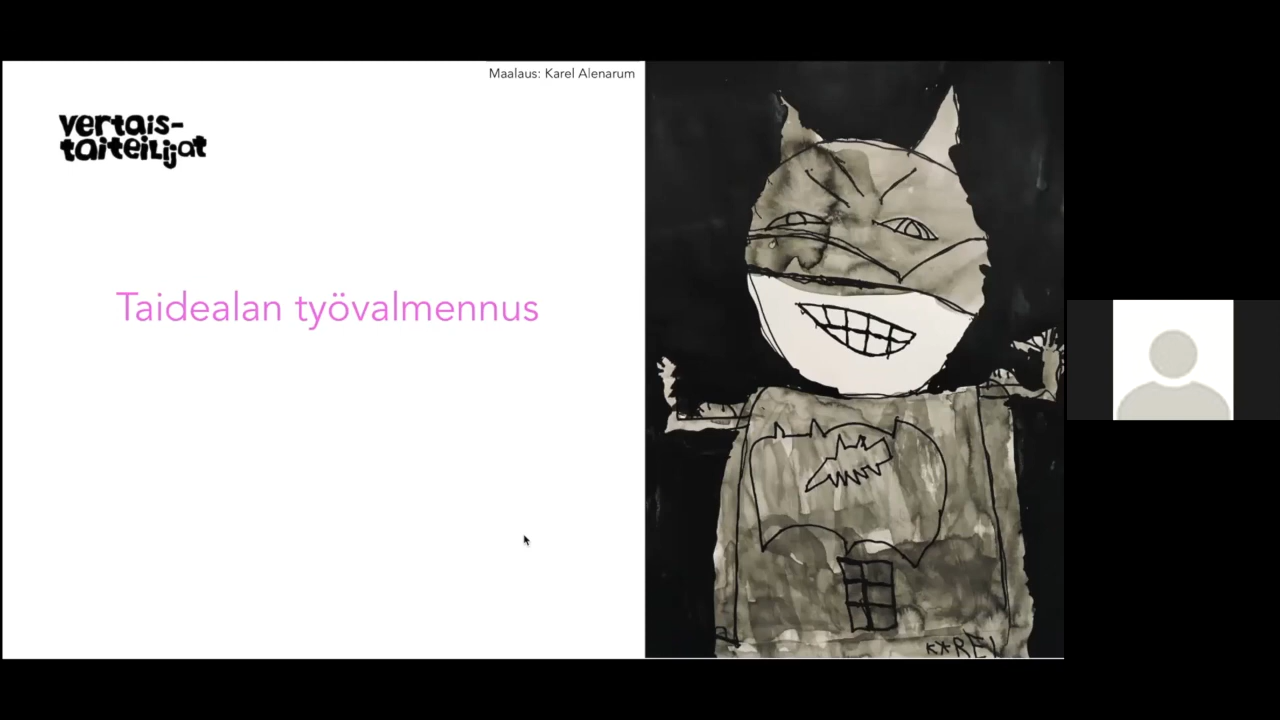 Maalaus: Karel Alenarum
vertais-
taiteilijat
Taidealan työvalmennus
KAREL